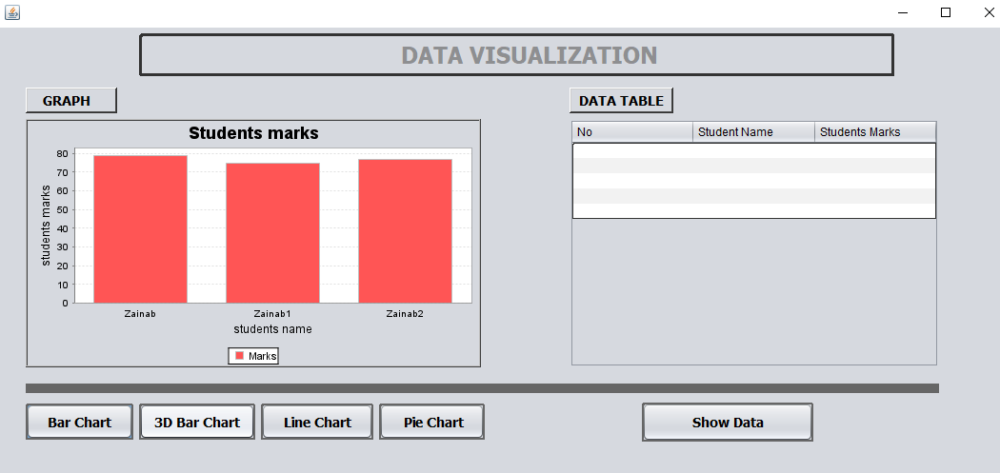 DATA VISUALIZATION
GRAPH
DATA TABLE
Students marks
80
70
60
50
40
30
20
10
0
students marks
Zainab Zainab1 Zainab2
students name
Marks
No Student Name Students Marks
Bar Chart 3D Bar Chart Line Chart Pie Chart Show Data